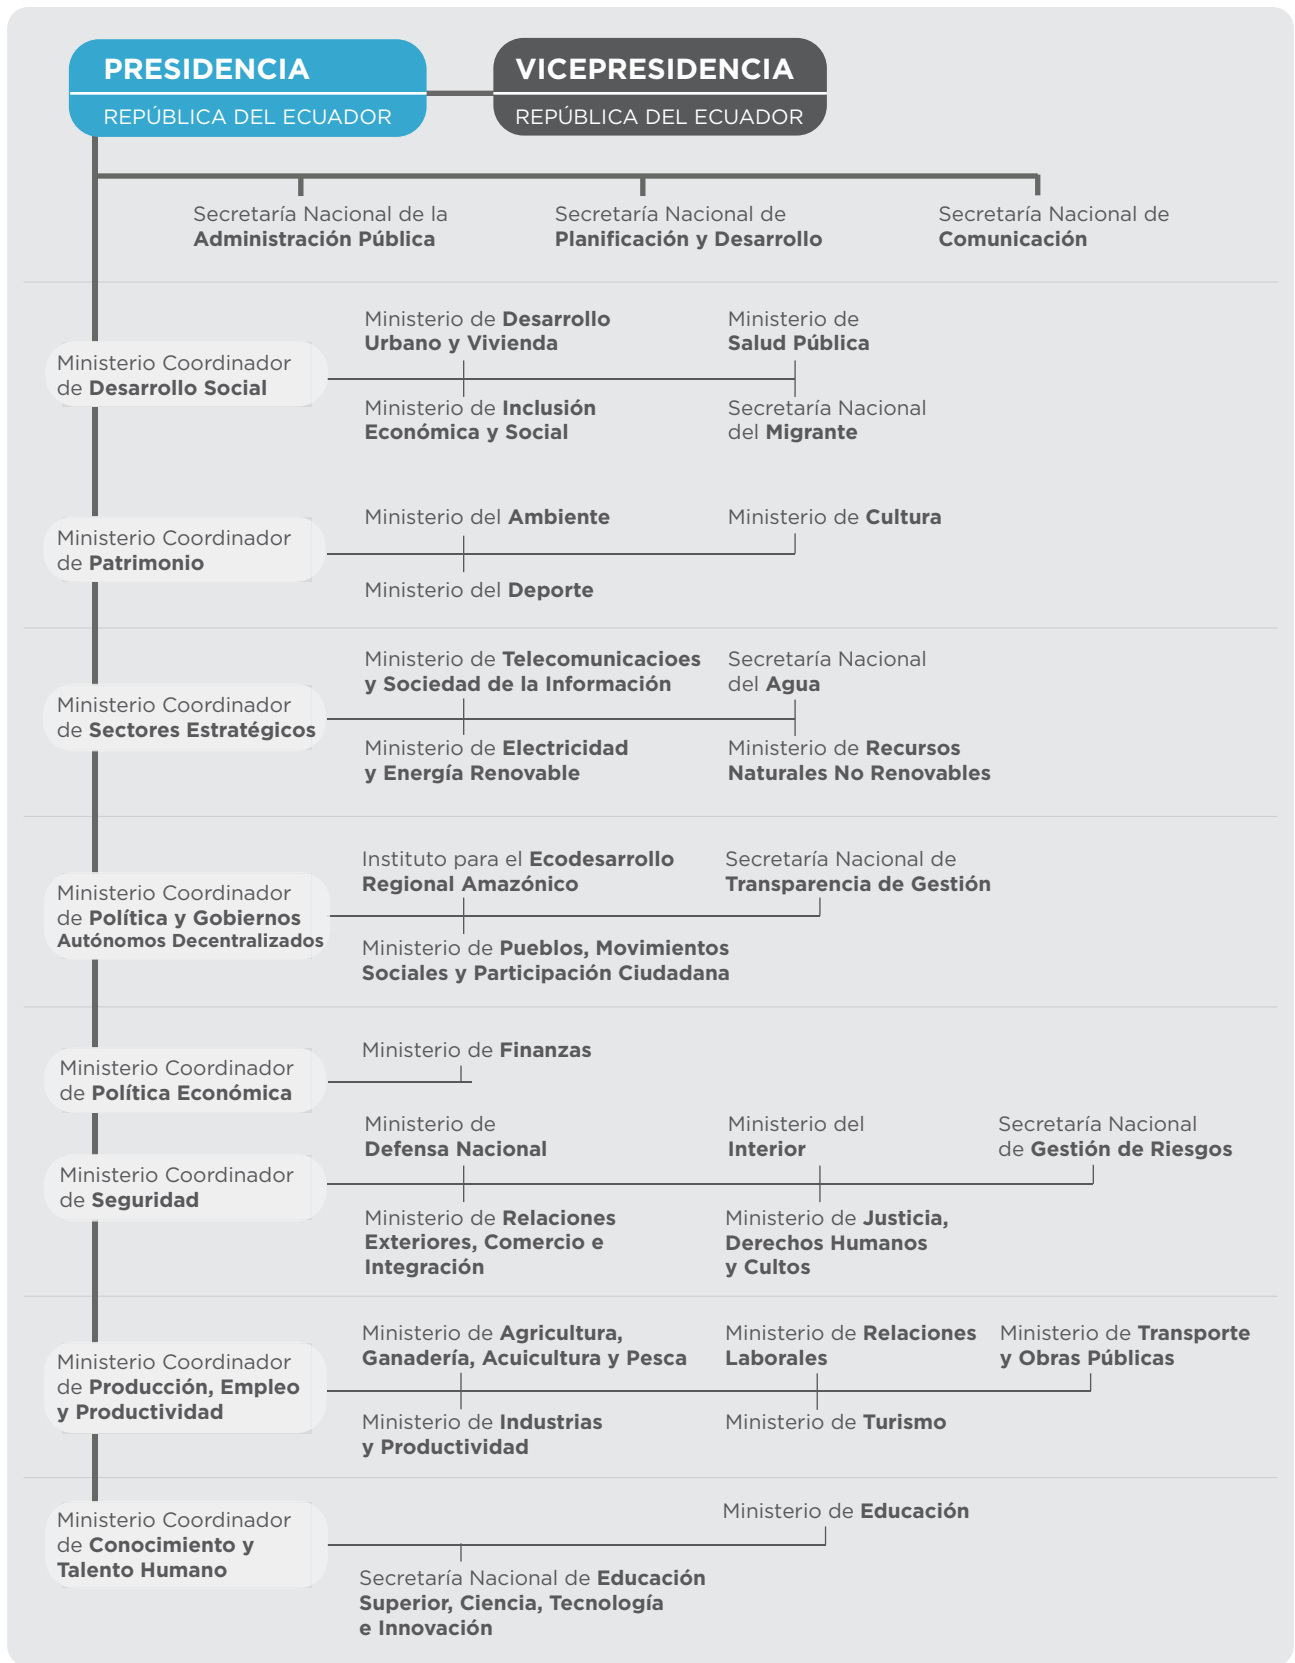 PRESIDENCIA
REPÚBLICA DEL ECUADOR
VICEPRESIDENCIA
REPÚBLICA DEL ECUADOR
Secretaría Nacional de la
Administración Pública
Secretaría Nacional de
Planificación y Desarrollo
Secretaría Nacional de
Comunicación
Ministerio Coordinador
de Desarrollo Social
Ministerio de Desarrollo
Urbano y Vivienda
Ministerio de
Salud Pública
Ministerio de Inclusión
Económica y Social
Secretaría Nacional
del Migrante
Ministerio Coordinador
de Patrimonio
Ministerio del Ambiente
Ministerio de Cultura
Ministerio del Deporte
Ministerio Coordinador
de Sectores Estratégicos
Ministerio de Telecomunicacioes
y Sociedad de la Información
Secretaría Nacional
del Agua
Ministerio de Electricidad
y Energía Renovable
Ministerio de Recursos
Naturales No Renovables
Ministerio Coordinador
de Política y Gobiernos
Autónomos Decentralizados
Instituto para el Ecodesarrollo
Regional Amazónico
Secretaría Nacional de
Transparencia de Gestión
Ministerio de Pueblos, Movimientos
Sociales y Participación Ciudadana
Ministerio Coordinador
de Política Económica
Ministerio de Finanzas
Ministerio Coordinador
de Seguridad
Ministerio de
Defensa Nacional
Ministerio del
Interior
Secretaría Nacional
de Gestión de Riesgos
Ministerio de Relaciones
Exteriores, Comercio e
Integración
Ministerio de Justicia,
Derechos Humanos
y Cultos
Ministerio Coordinador
de Producción, Empleo
y Productividad
Ministerio de Agricultura,
Ganadería, Acuicultura y Pesca
Ministerio de Relaciones
Laborales
Ministerio de Transporte
y Obras Públicas
Ministerio de Industrias
y Productividad
Ministerio de Turismo
Ministerio Coordinador
de Conocimiento y
Talento Humano
Ministerio de Educación
Secretaría Nacional de Educación
Superior, Ciencia, Tecnología
e Innovación